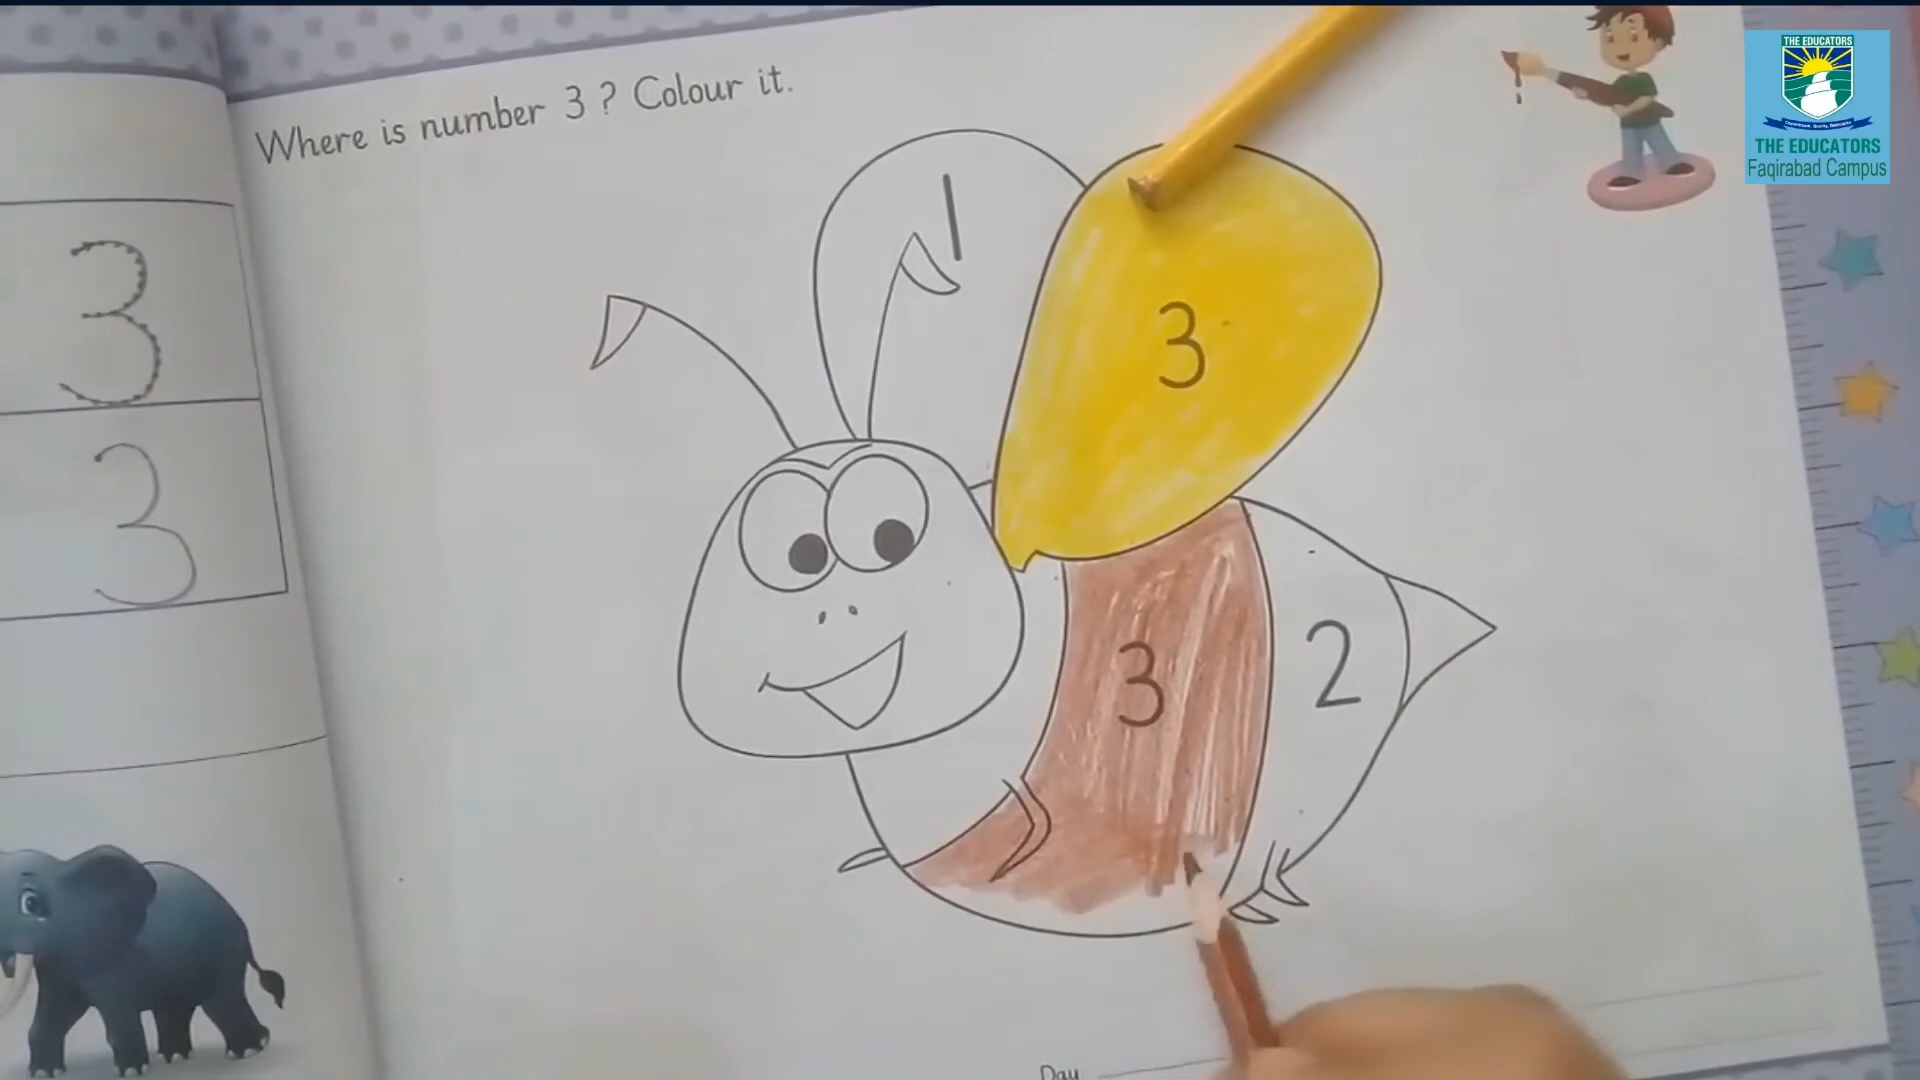 Where is number 3 ? Colour it.
THE EDUCATORS
THE EDUCATORS
Faqirabad Campus
1
3
3
3
3
2
Day